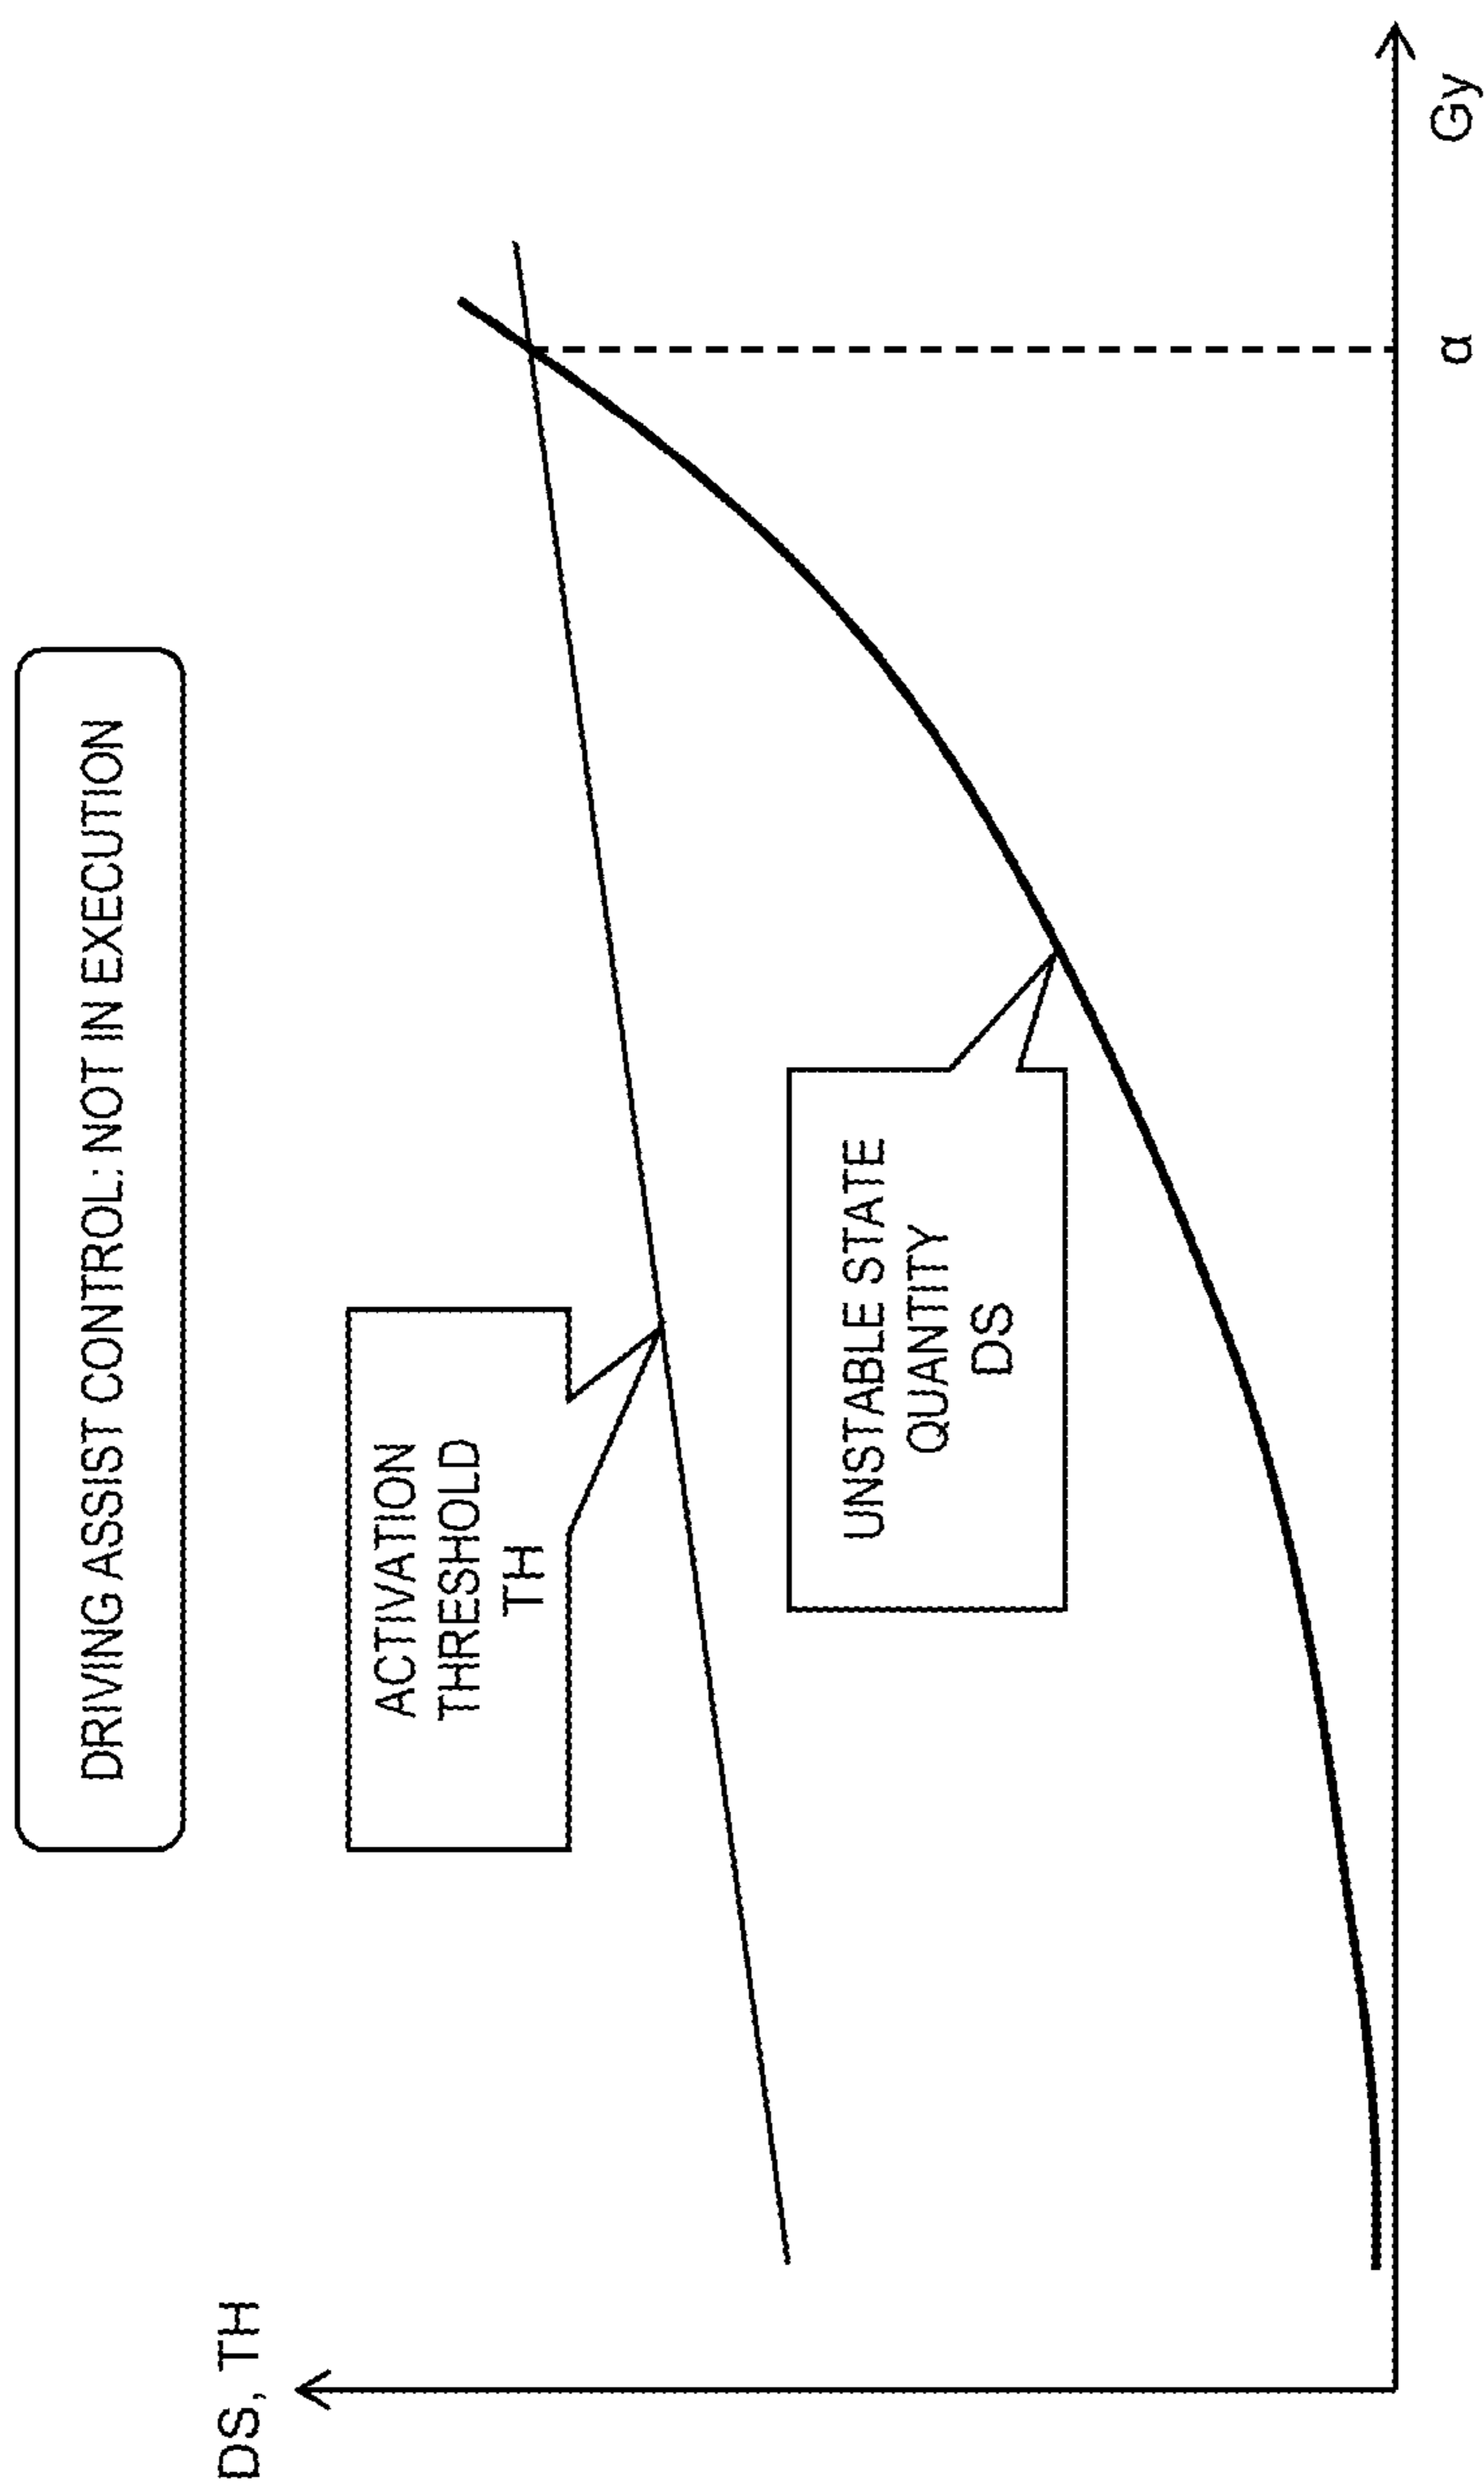 DRIVING ASSIST CONTROL: NOT IN EXECUTION
DS, TH
ACTIVATION
THRESHOLD
TH
UNSTABLE STATE
QUANTITY
DS
α
Gy